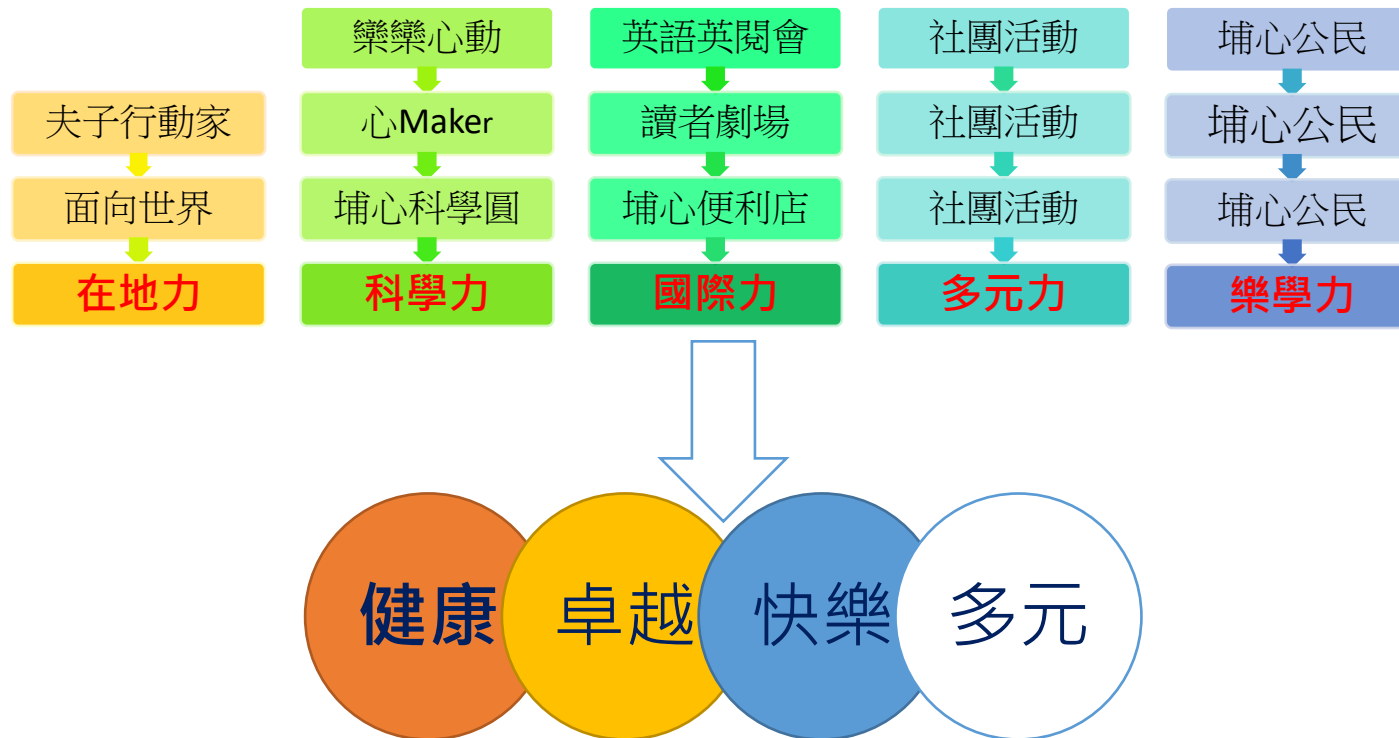 夫子行動家
面向世界
在地力
欒欒心動
心Maker
埔心科學圓
科學力
英語英閱會
讀者劇場
埔心便利店
國際力
社團活動
社團活動
社團活動
多元力
埔心公民
埔心公民
埔心公民
樂學力
健康
卓越
快樂
多元